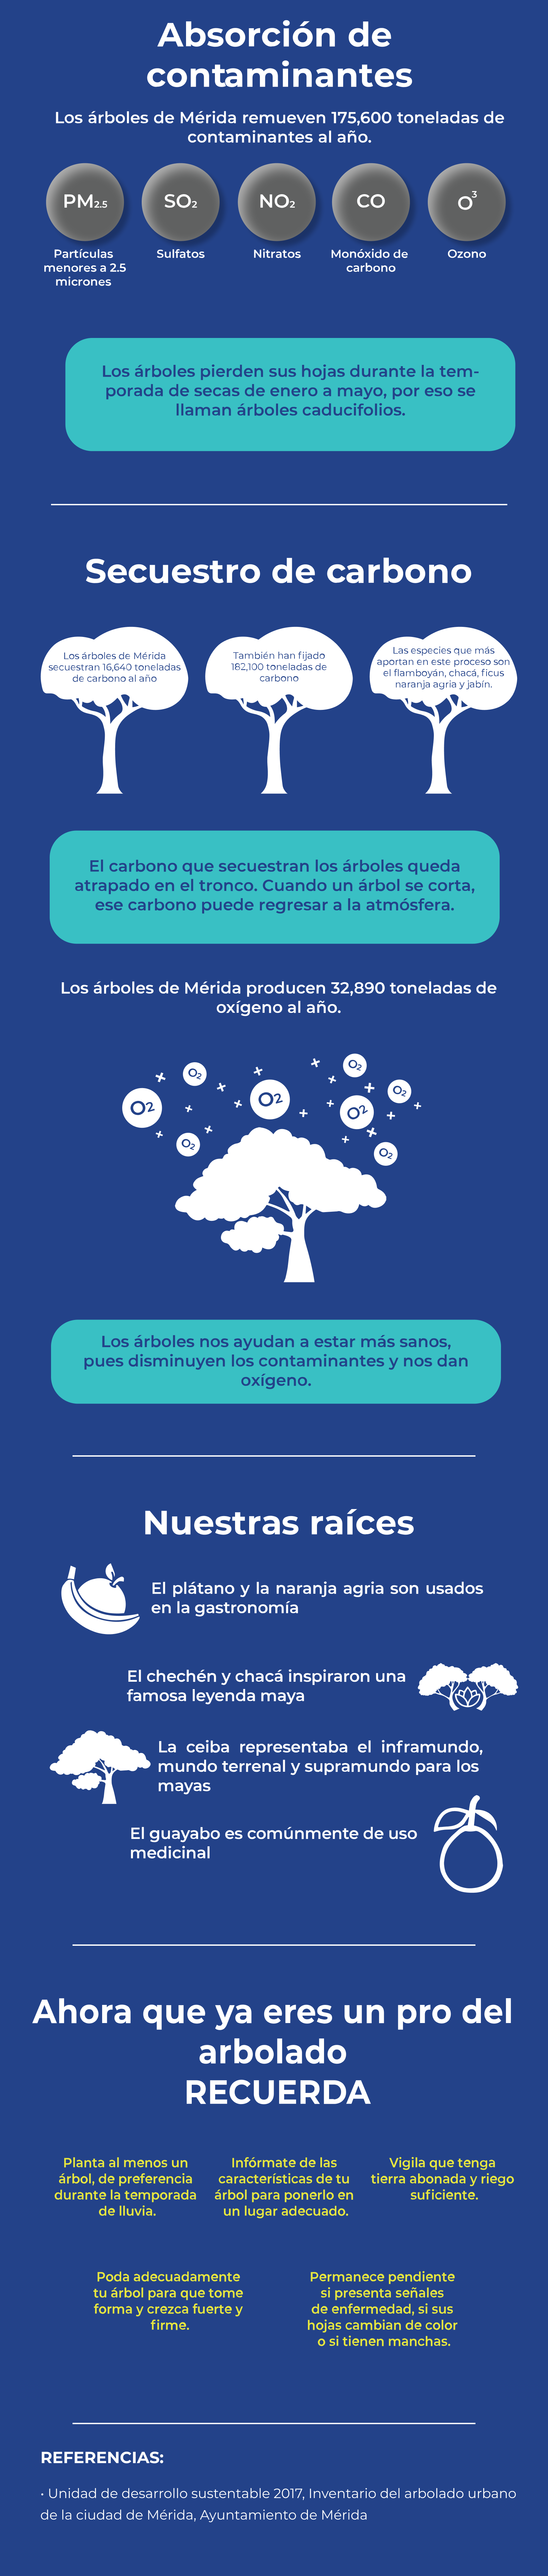 Absorción de
contaminantes
Los árboles de Mérida remueven 175,600 toneladas de
contaminantes al año.
PM2.5
SO2
NO2
CO
O3
Partículas
menores a 2.5
micrones
Sulfatos
Nitratos
Monóxido de
carbono
Ozono
Los árboles pierden sus hojas durante la tem-
porada de secas de enero a mayo, por eso se
llaman árboles caducifolios.
Secuestro de carbono
Los árboles de Mérida
secuestran 16,640 toneladas
de carbono al año
También han fijado
182,100 toneladas de
carbono
Las especies que más
aportan en este proceso son
el flamboyán, chacá, ficus
naranja agria y jabín.
El carbono que secuestran los árboles queda
atrapado en el tronco. Cuando un árbol se corta,
ese carbono puede regresar a la atmósfera.
Los árboles de Mérida producen 32,890 toneladas de
oxígeno al año.
O2
O2
O2
O2
O2
O2
O2
O2
Los árboles nos ayudan a estar más sanos,
pues disminuyen los contaminantes y nos dan
oxígeno.
Nuestras raíces
El plátano y la naranja agria son usados
en la gastronomía
El chechén y chacá inspiraron una
famosa leyenda maya
La ceiba representaba el inframundo,
mundo terrenal y supramundo para los
mayas
El guayabo es comúnmente de uso
medicinal
Ahora que ya eres un pro del
arbolado
RECUERDA
Planta al menos un
árbol, de preferencia
durante la temporada
de lluvia.
Infórmate de las
características de tu
árbol para ponerlo en
un lugar adecuado.
Vigila que tenga
tierra abonada y riego
suficiente.
Poda adecuadamente
tu árbol para que tome
forma y crezca fuerte y
firme.
Permanece pendiente
si presenta señales
de enfermedad, si sus
hojas cambian de color
o si tienen manchas.
REFERENCIAS:
• Unidad de desarrollo sustentable 2017, Inventario del arbolado urbano
de la ciudad de Mérida, Ayuntamiento de Mérida